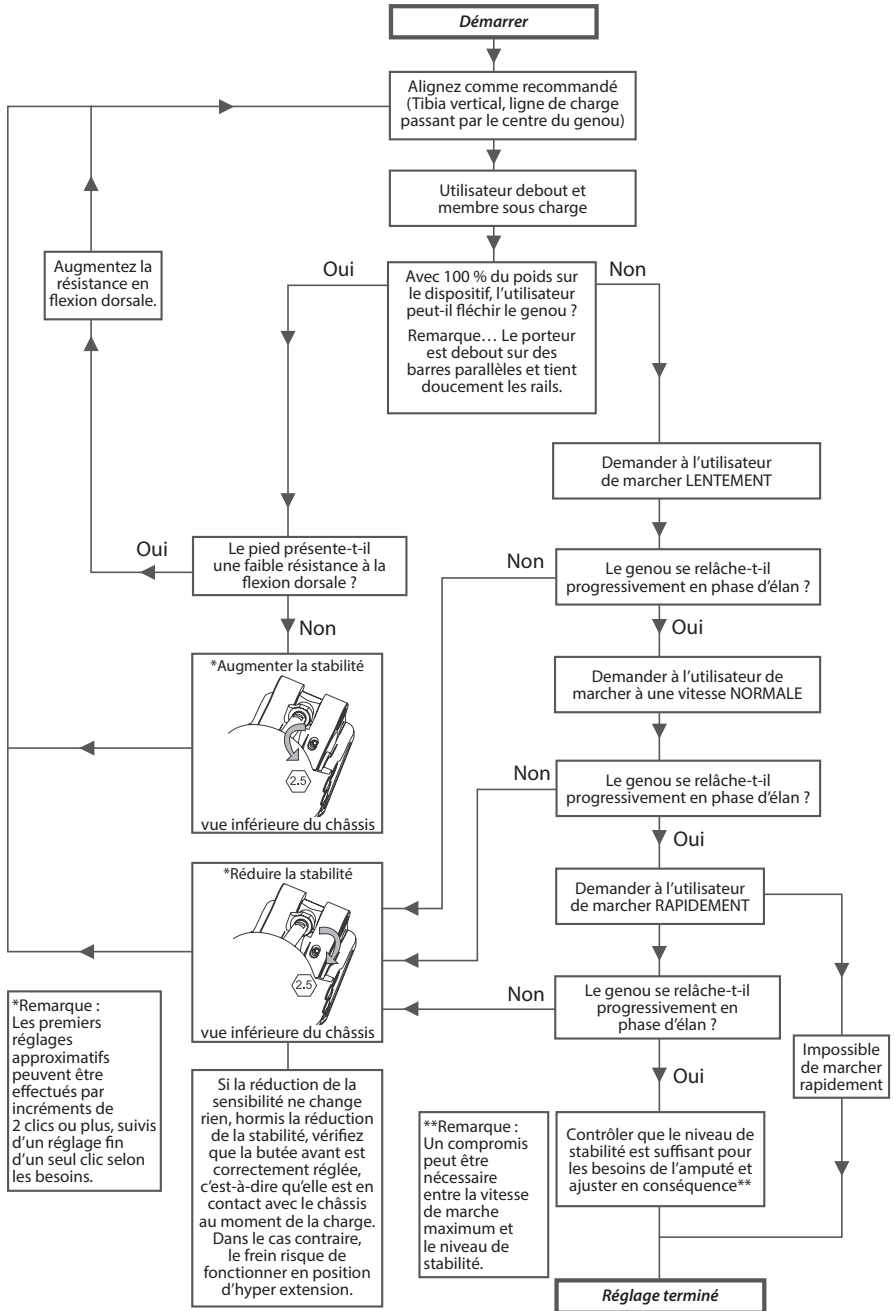 Démarrer
Alignez comme recommandé
(Tibia vertical, ligne de charge
passant par le centre du genou)
Utilisateur debout et
membre sous charge
Augmentez la
résistance en
flexion dorsale.
Oui
Avec 100 % du poids sur
le dispositif, l’utilisateur
peut-il fléchir le genou ?
Remarque… Le porteur
est debout sur des
barres parallèles et tient
doucement les rails.
Non
Demander à l’utilisateur
de marcher LENTEMENT
Oui
Le pied présente-t-il
une faible résistance à la
flexion dorsale ?
Non
Non
Le genou se relâche-t-il
progressivement en phase d’élan ?
Oui
*Augmenter la stabilité
2.5
vue inférieure du châssis
Demander à l’utilisateur de
marcher à une vitesse NORMALE
Non
Le genou se relâche-t-il
progressivement en phase d’élan ?
Oui
*Réduire la stabilité
2.5
vue inférieure du châssis
Demander à l’utilisateur
de marcher RAPIDEMENT
Non
Le genou se relâche-t-il
progressivement en
phase d’élan ?
Oui
Impossible
de marcher
rapidement
*Remarque :
Les premiers
réglages
approximatifs
peuvent être
effectués par
incréments de
2 clics ou plus, suivis
d’un réglage fin
d’un seul clic selon
les besoins.
Si la réduction de la
sensibilité ne change
rien, hormis la réduction
de la stabilité, vérifiez
que la butée avant est
correctement réglée,
c’est-à-dire qu’elle est en
contact avec le châssis
au moment de la charge.
Dans le cas contraire,
le frein risque de
fonctionner en position
d’hyper extension.
**Remarque :
Un compromis
peut être
nécessaire
entre la vitesse
de marche
maximum et
le niveau de
stabilité.
Contrôler que le niveau de
stabilité est suffisant pour
les besoins de l’amputé et
ajuster en conséquence**
Réglage terminé